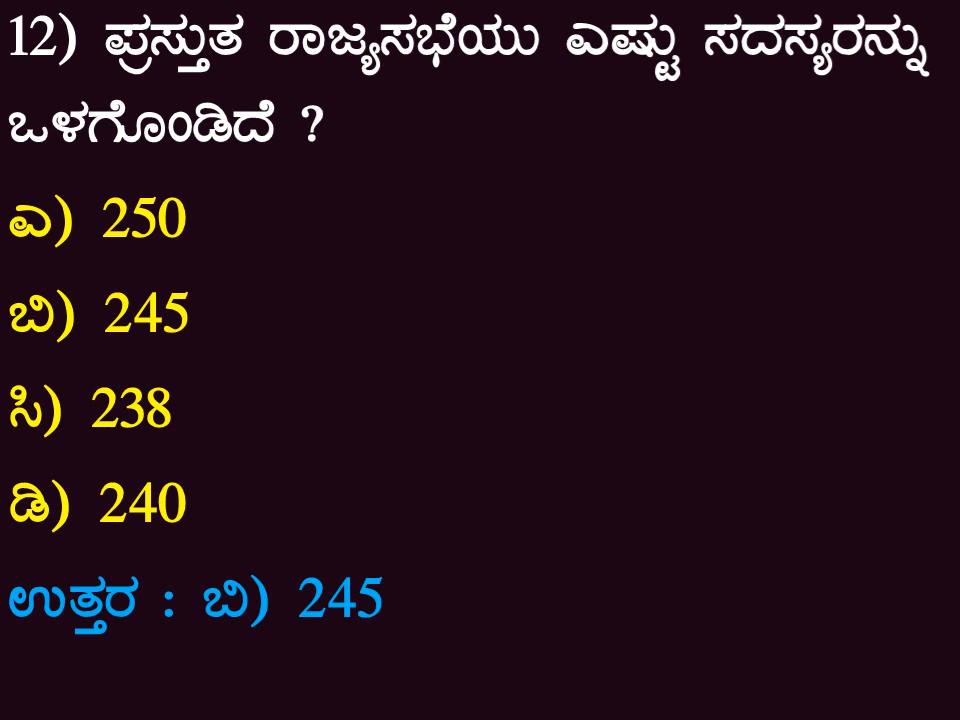 12) ಪ್ರಸ್ತುತ ರಾಜ್ಯಸಭೆಯು ಎಷ್ಟು ಸದಸ್ಯರನ್ನು
ಒಳಗೊಂಡಿದೆ ?
ಎ) 250
ಬಿ) 245
ಸಿ) 238
ಡಿ) 240
ಉತ್ತರ : ಬಿ) 245